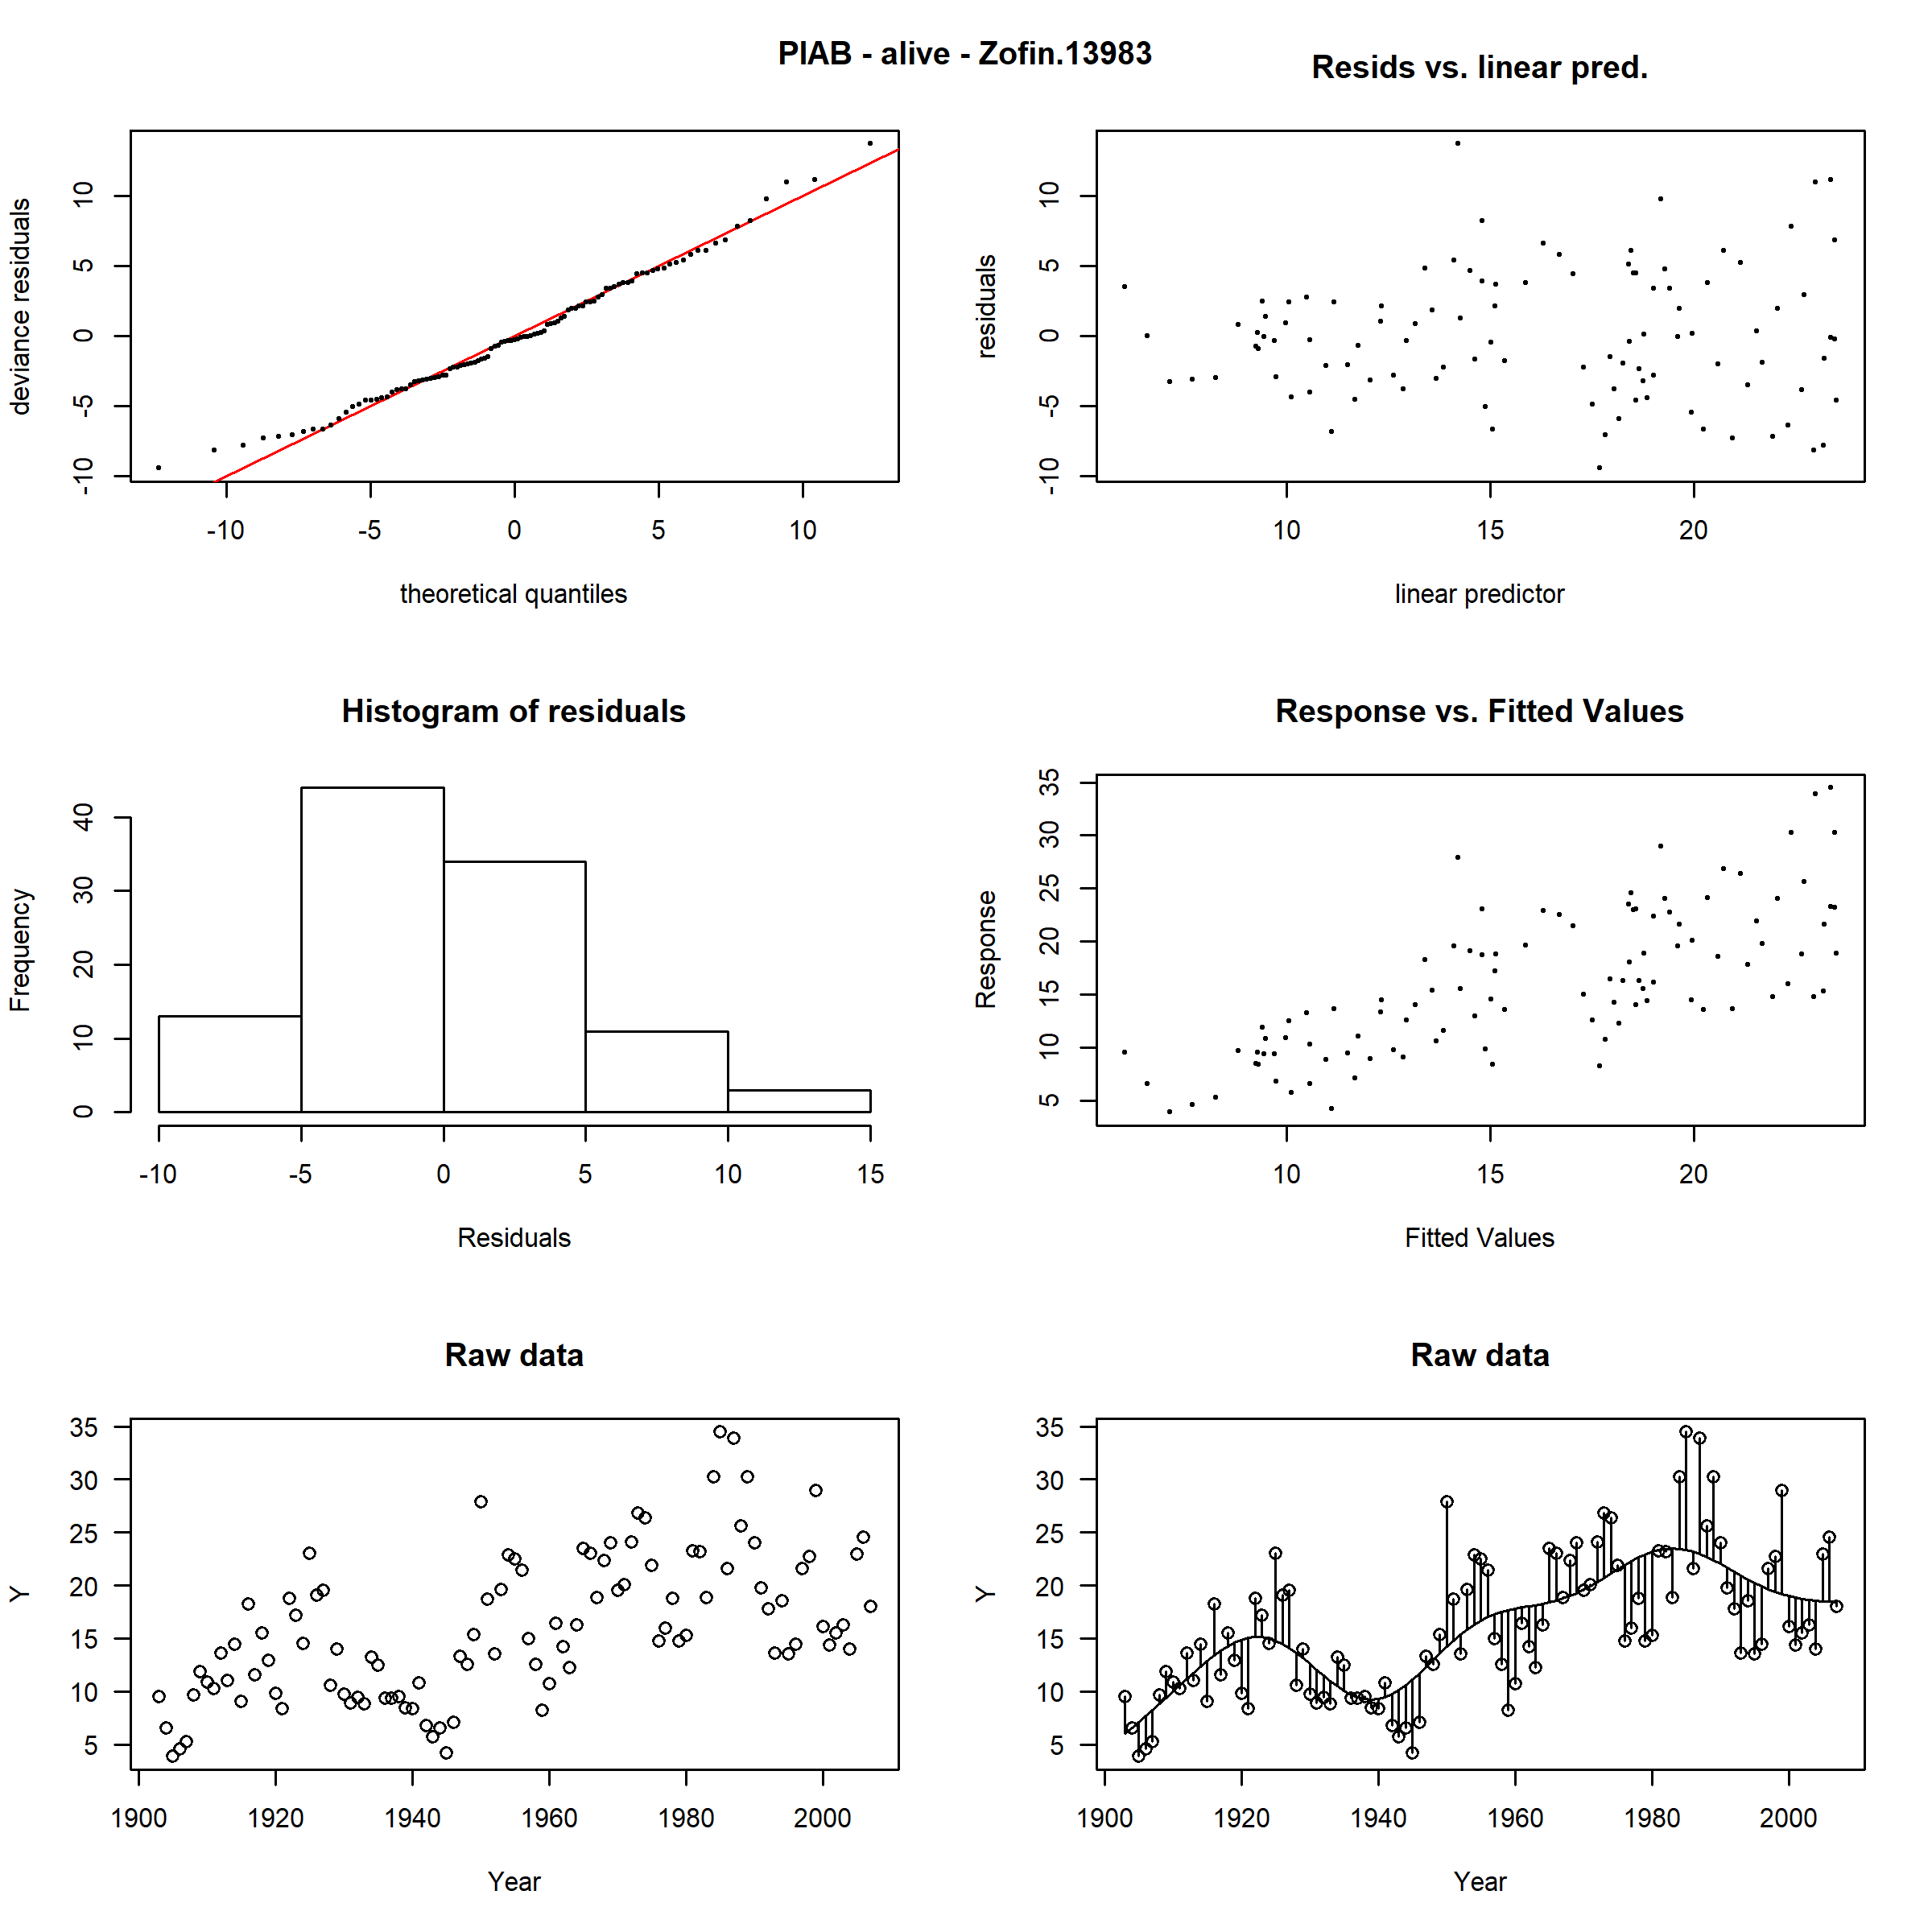 PIAB - alive - Zofin.13983
Resids vs. linear pred.
deviance residuals
-10 -5 0 5 10
-10 -5 0 5 10
theoretical quantiles
residuals
-10 -5 0 5 10
10 15 20
linear predictor
Histogram of residuals
Frequency
0 10 20 30 40
-10 -5 0 5 10 15
Residuals
Response vs. Fitted Values
Response
5 10 15 20 25 30 35
10 15 20
Fitted Values
Raw data
Y
35
30
25
20
15
10
5
1900 1920 1940 1960 1980 2000
Year
Raw data
Y
35
30
25
20
15
10
5
1900 1920 1940 1960 1980 2000
Year